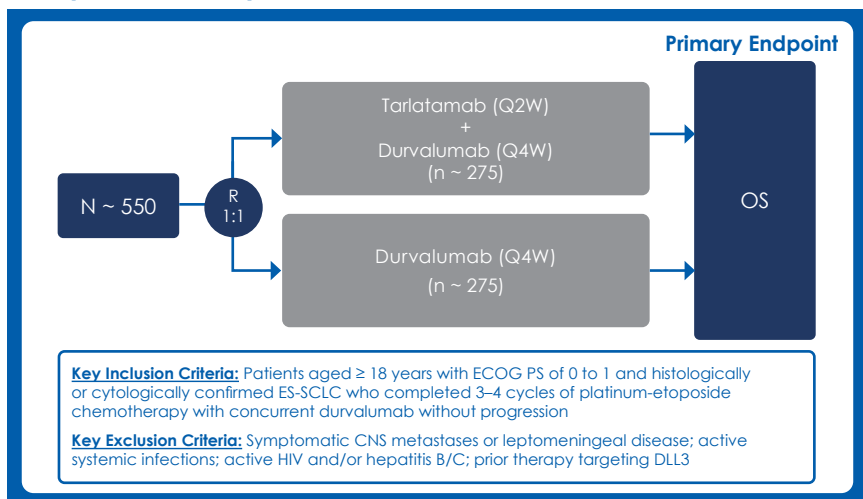 Primary Endpoint
Tarlatamab (Q2W)
+
Durvalumab (Q4W)
(n ~ 275)
N ~ 550
R
1:1
OS
Durvalumab (Q4W)
(n ~ 275)
Key Inclusion Criteria: Patients aged ≥ 18 years with ECOG PS of 0 to 1 and histologically
or cytologically confirmed ES-SCLC who completed 3–4 cycles of platinum-etoposide
chemotherapy with concurrent durvalumab without progression
Key Exclusion Criteria: Symptomatic CNS metastases or leptomeningeal disease; active
systemic infections; active HIV and/or hepatitis B/C; prior therapy targeting DLL3